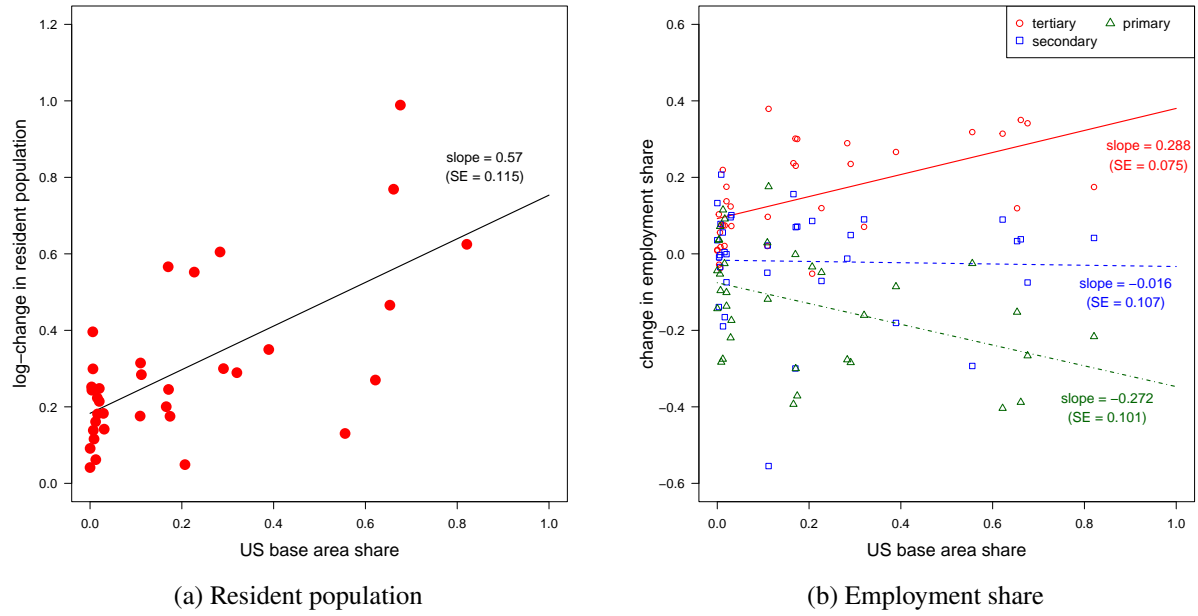 1.2
1.0
0.8
0.6
0.4
0.2
0.0
log−change in resident population
slope = 0.57
(SE = 0.115)
0.0 0.2 0.4 0.6 0.8 1.0
US base area share
(a) Resident population
0.6
0.4
0.2
0.0
−0.2
−0.4
−0.6
change in employment share
tertiary primary
secondary
slope = 0.288
(SE = 0.075)
slope = −0.016
(SE = 0.107)
slope = −0.272
(SE = 0.101)
0.0 0.2 0.4 0.6 0.8 1.0
US base area share
(b) Employment share